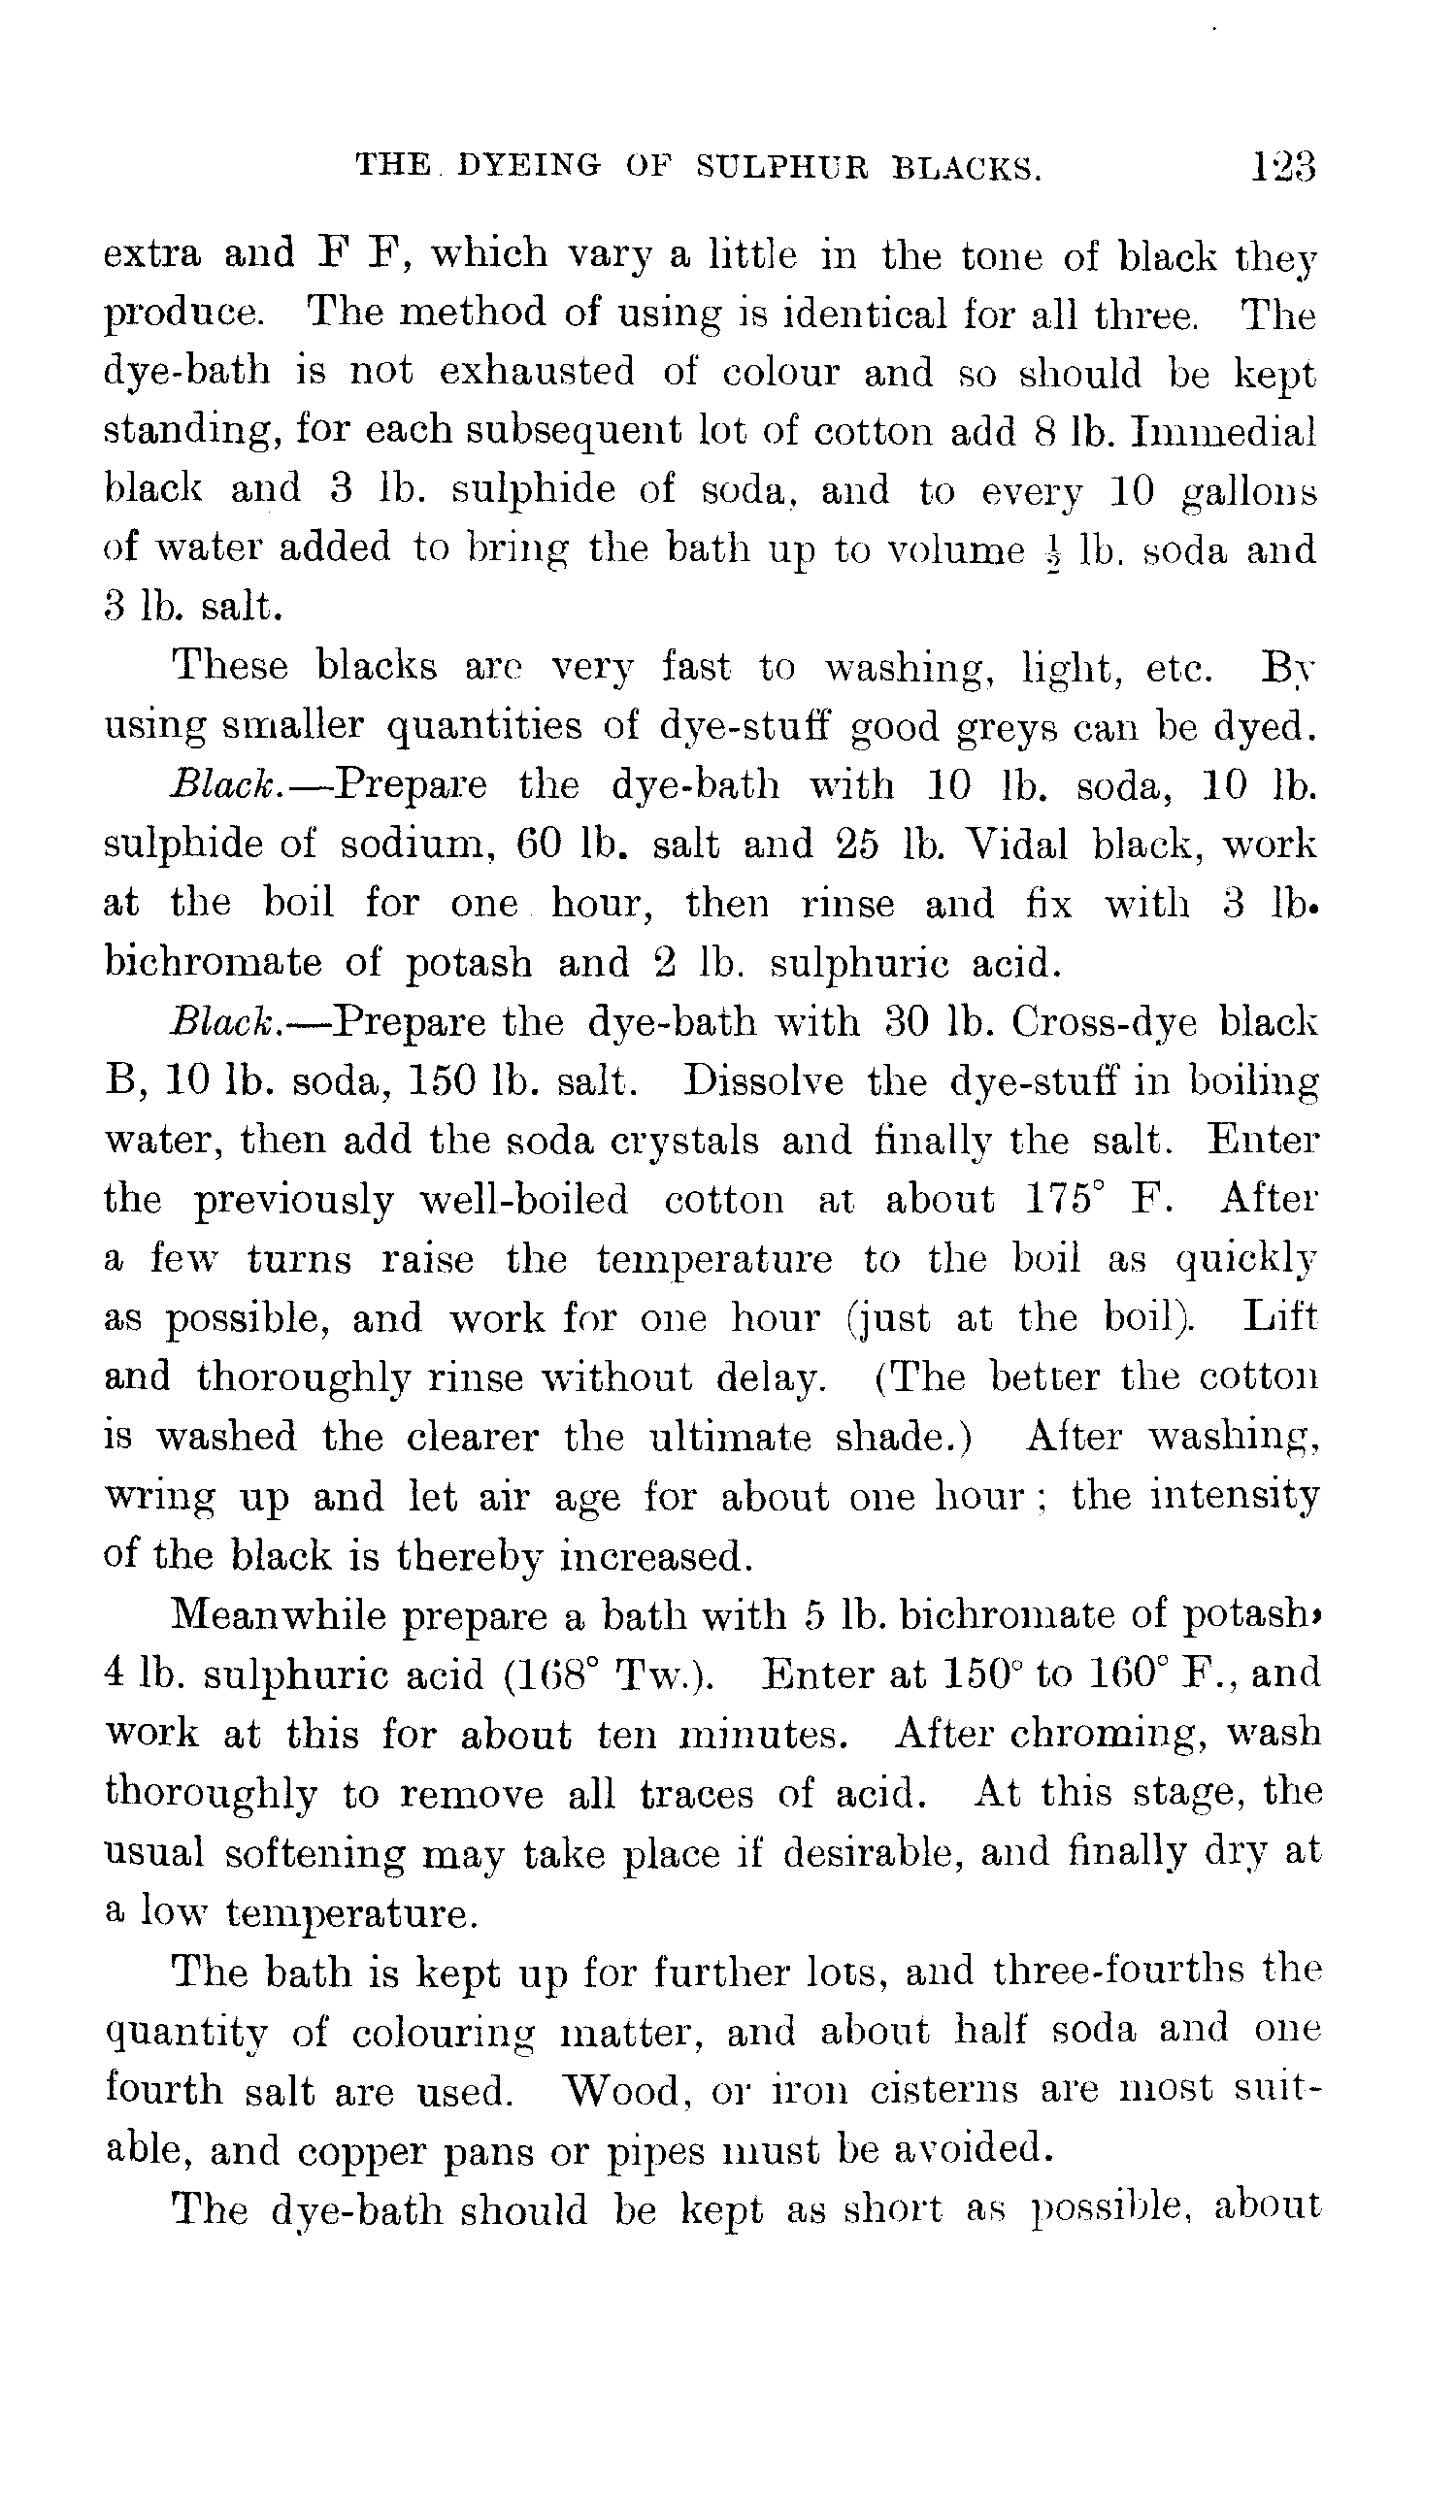 THE DYEING OF SULPHUR BLACKS. 123
extra and F F, which vary a little in the tone of black they
produce. The method of using is identical for all three. The
dye-bath is not exhausted of colour and so should be kept
standing, for each subsequent lot of cotton add 8 lb. Immedial
black and 3 lb. sulphide of soda, and to every 10 gallons
of water added to bring the bath up to volume ½ lb. soda and
3 lb. salt.
These blacks are very fast to washing, light, etc. By
using smaller quantities of dye-stuff good greys can be dyed.
Black.—Prepare the dye-bath with 10 lb. soda, 10 lb.
sulphide of sodium, 60 lb. salt and 25 lb. Vidal black, work
at the boil for one hour, then rinse and fix with 3 lb.
bichromate of potash and 2 lb. sulphuric acid.
Black.—Prepare the dye-bath with 30 lb. Cross-dye black
B, 10 lb. soda, 150 lb. salt. Dissolve the dye-stuff in boiling
water, then add the soda crystals and finally the salt. Enter
the previously well-boiled cotton at about 175° F. After
a few turns raise the temperature to the boil as quickly
as possible, and work for one hour (just at the boil). Lift
and thoroughly rinse without delay. (The better the cotton
is washed the clearer the ultimate shade.) After washing,
wring up and let air age for about one hour; the intensity
of the black is thereby increased.
Meanwhile prepare a bath with 5 lb. bichromate of potash,
4 lb. sulphuric acid (168° Tw.). Enter at 150° to 160° F., and
work at this for about ten minutes. After chroming, wash
thoroughly to remove all traces of acid. At this stage, the
usual softening may take place if desirable, and finally dry at
a low temperature.
The bath is kept up for further lots, and three-fourths the
quantity of colouring matter, and about half soda and one
fourth salt are used. Wood, or iron cisterns are most suit-
able, and copper pans or pipes must be avoided.
The dye-bath should be kept as short as possible, about